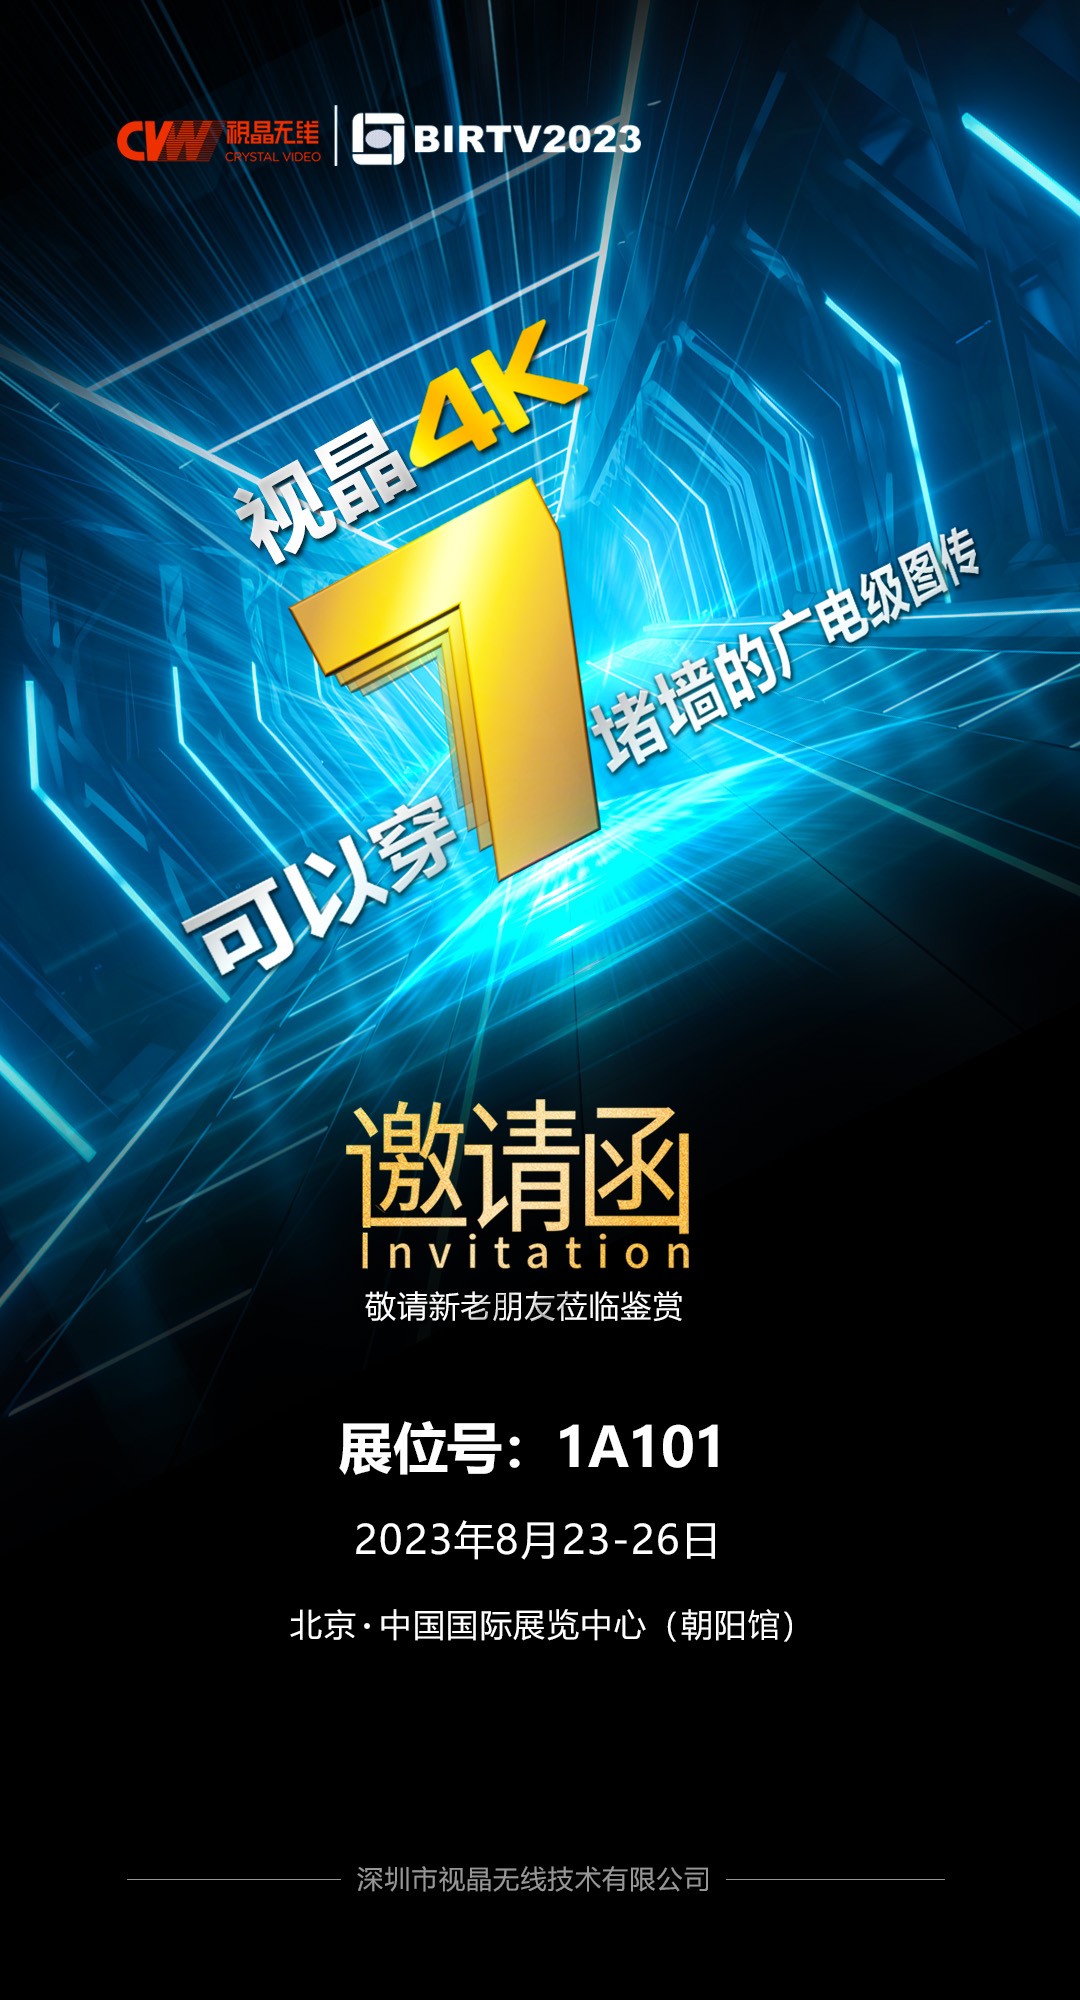 CVW 视晶无线
CRYSTAL VIDEO
BIRTV2023
视晶4K
可以穿7堵墙的广电级图传
邀请函
Invitation
敬请新老朋友莅临鉴赏
展位号：1A101
2023年8月23-26日
北京·中国国际展览中心（朝阳馆）
深圳市视晶无线技术有限公司